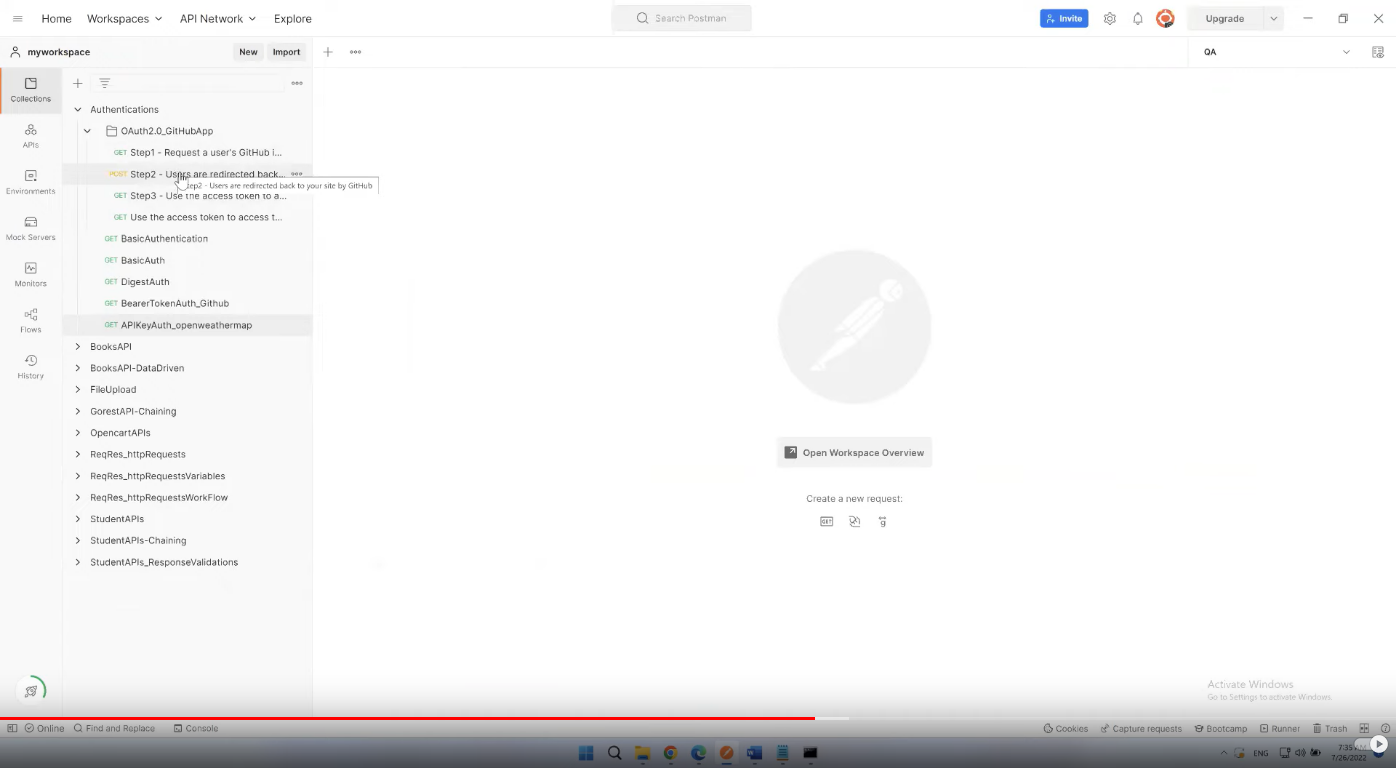 Home Workspaces API Network Explore Search Postman Invite Upgrade
myworkspace New Import QA
Collections
APIs
Environments
Mock Servers
Monitors
Flows
History
Authentications
OAuth2.0_GitHubApp
GET Step1 - Request a user's GitHub i...
POST Step2 - Users are redirected back...
Step2 - Users are redirected back to your site by GitHub
GET Step3 - Use the access token to a...
GET Use the access token to access t...
GET BasicAuthentication
GET BasicAuth
GET DigestAuth
GET BearerTokenAuth_Github
GET APIKeyAuth_openweathermap
BooksAPI
BooksAPI-DataDriven
FileUpload
GorestAPI-Chaining
OpencartAPIs
ReqRes_httpRequests
ReqRes_httpRequestsVariables
ReqRes_httpRequestsWorkFlow
StudentAPIs
StudentAPIs-Chaining
StudentAPIs_ResponseValidations
Open Workspace Overview
Create a new request:
GET
Activate Windows
Go to Settings to activate Windows.
Online Find and Replace Console Cookies Capture requests Bootcamp Runner Trash
ENG
7:35 AM
7/26/2022